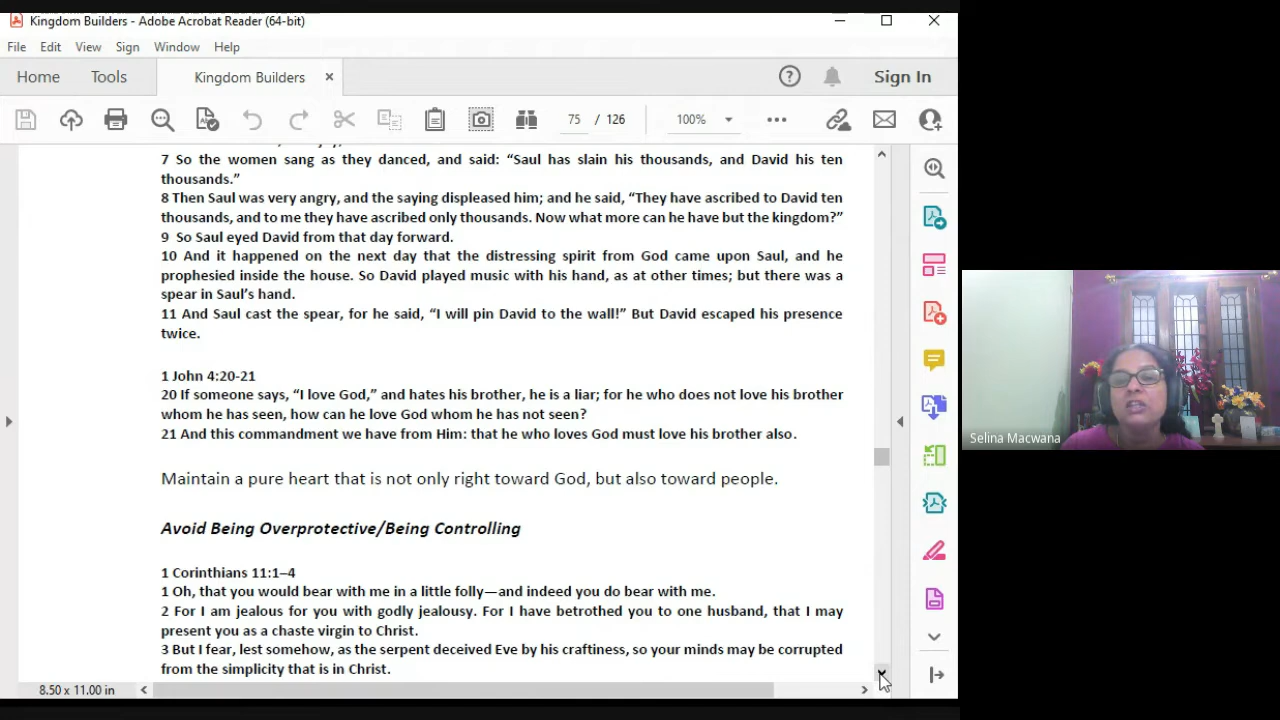 Kingdom Builders - Adobe Acrobat Reader (64-bit)
File Edit View Sign Window Help
Home Tools Kingdom Builders × Sign In
75 / 126 100%
7 So the women sang as they danced, and said: “Saul has slain his thousands, and David his ten
thousands.”
8 Then Saul was very angry, and the saying displeased him; and he said, “They have ascribed to David ten
thousands, and to me they have ascribed only thousands. Now what more can he have but the kingdom?”
9 So Saul eyed David from that day forward.
10 And it happened on the next day that the distressing spirit from God came upon Saul, and he
prophesied inside the house. So David played music with his hand, as at other times; but there was a
spear in Saul’s hand.
11 And Saul cast the spear, for he said, “I will pin David to the wall!” But David escaped his presence
twice.
1 John 4:20-21
20 If someone says, “I love God,” and hates his brother, he is a liar; for he who does not love his brother
whom he has seen, how can he love God whom he has not seen?
21 And this commandment we have from Him: that he who loves God must love his brother also.
Maintain a pure heart that is not only right toward God, but also toward people.
Avoid Being Overprotective/Being Controlling
1 Corinthians 11:1–4
1 Oh, that you would bear with me in a little folly—and indeed you do bear with me.
2 For I am jealous for you with godly jealousy. For I have betrothed you to one husband, that I may
present you as a chaste virgin to Christ.
3 But I fear, lest somehow, as the serpent deceived Eve by his craftiness, so your minds may be corrupted
from the simplicity that is in Christ.
8.50 x 11.00 in
Selina Macwana